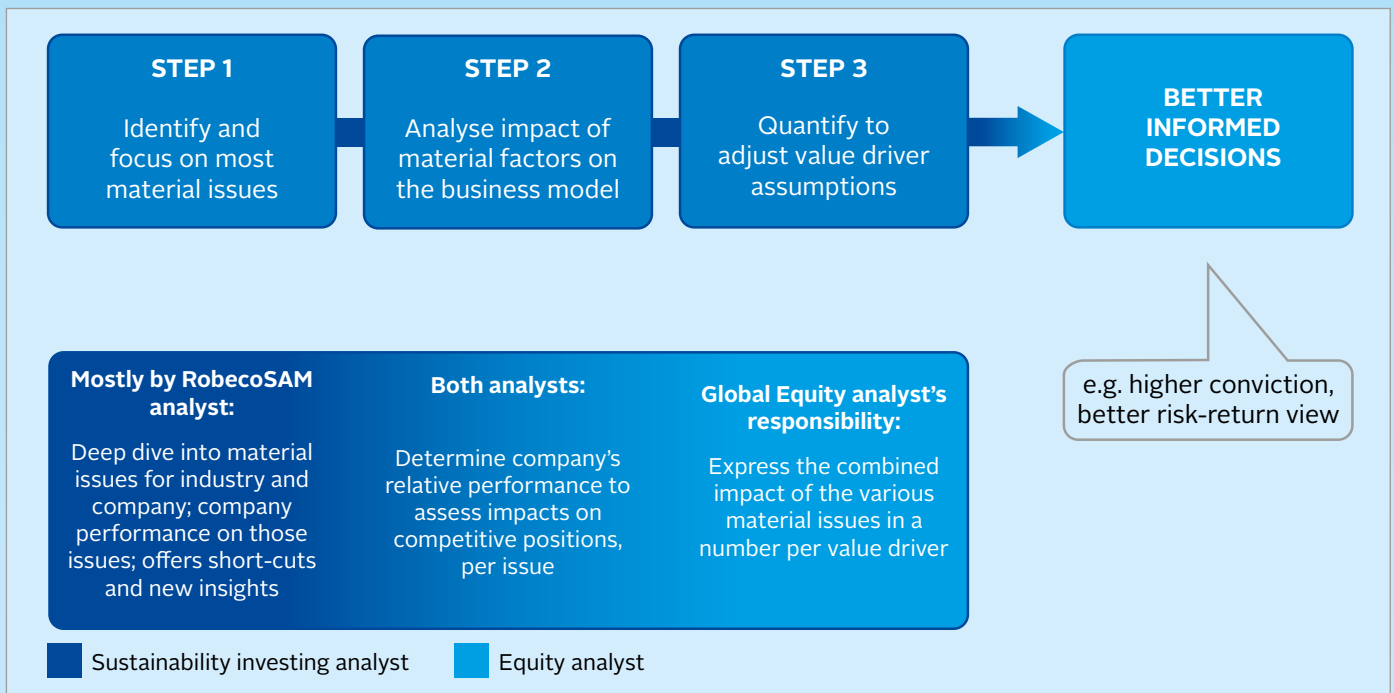 STEP 1
Identify and
focus on most
material issues
STEP 2
Analyse impact of
material factors on
the business model
STEP 3
Quantify to
adjust value driver
assumptions
BETTER
INFORMED
DECISIONS
Mostly by RobecoSAM
analyst:
Deep dive into material
issues for industry and
company; company
performance on those
issues; offers short-cuts
and new insights
Both analysts:
Determine company's
relative performance to
assess impacts on
competitive positions,
per issue
Global Equity analyst's
responsibility:
Express the combined
impact of the various
material issues in a
number per value driver
e.g. higher conviction,
better risk-return view
Sustainability investing analyst
Equity analyst